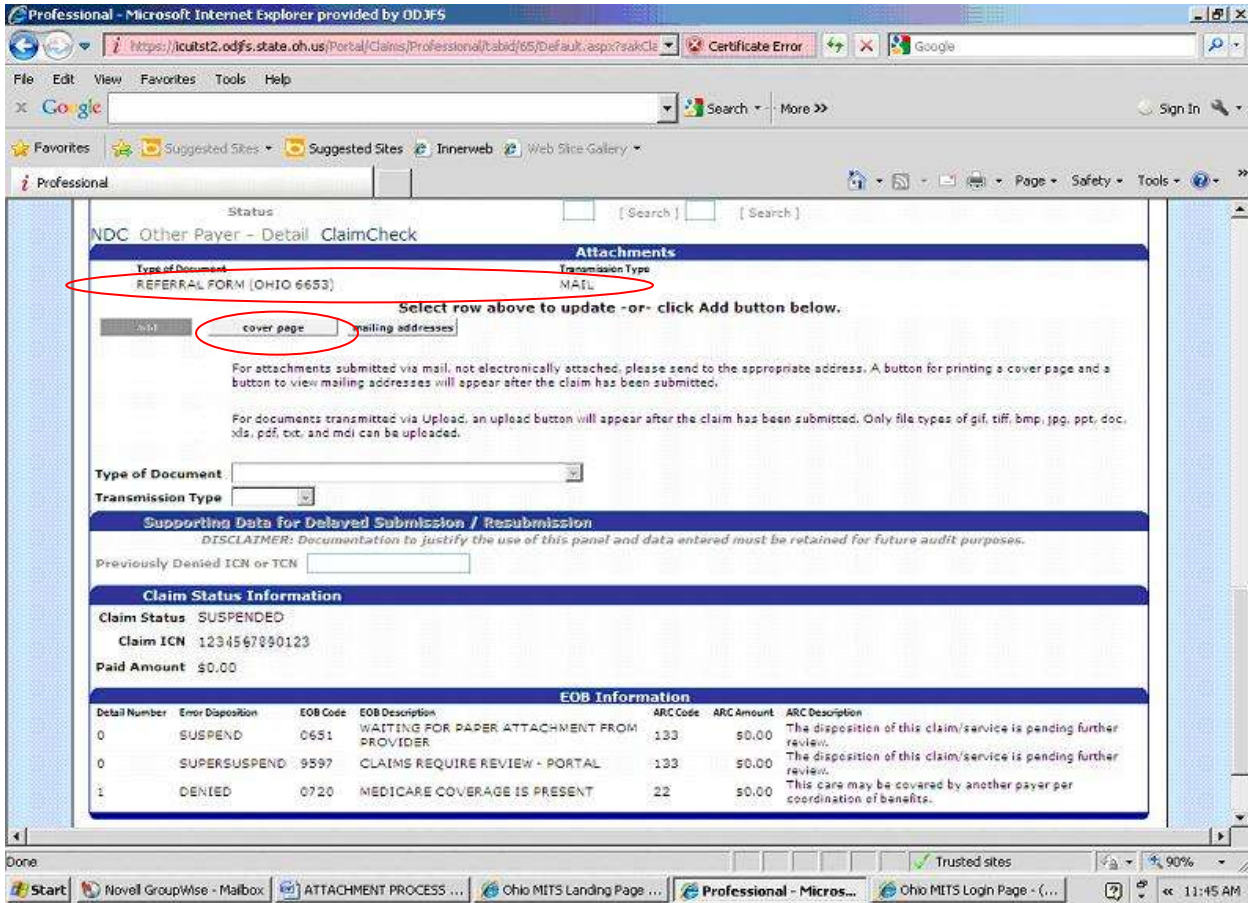 Professional - Microsoft Internet Explorer provided by ODJFS
https://icuitst2.odjfs.state.oh.us/Portal/Claims/Professional/tabid/65/Default.aspx?sakCla
Certificate Error
Google
File Edit View Favorites Tools Help
x Google
Search
More >>
Sign In
Favorites
Suggested Sites
Suggested Sites
Innerweb
Web Slice Gallery
Professional
Page
Safety
Tools
>>
Status [ Search ] [ Search ]
NDC Other Payer - Detail ClaimCheck
Attachments
Type of Document Transmission Type
REFERRAL FORM (OHIO 6653) MAIL
Select row above to update -or- click Add button below.
Add cover page mailing addresses
For attachments submitted via mail, not electronically attached, please send to the appropriate address. A button for printing a cover page and a
button to view mailing addresses will appear after the claim has been submitted.
For documents transmitted via Upload, an upload button will appear after the claim has been submitted. Only file types of gif, tiff, bmp, jpg, ppt, doc,
xls, pdf, txt, and mdi can be uploaded.
Type of Document
Transmission Type
Supporting Data for Delayed Submission / Resubmission
DISCLAIMER: Documentation to justify the use of this panel and data entered must be retained for future audit purposes.
Previously Denied ICN or TCN
Claim Status Information
Claim Status SUSPENDED
Claim ICN 1234567890123
Paid Amount $0.00
EOB Information
Detail Number Error Disposition EOB Code EOB Description ARC Code ARC Amount ARC Description
0 SUSPEND 0651 WAITING FOR PAPER ATTACHMENT FROM PROVIDER 133 $0.00 The disposition of this claim/service is pending further review.
0 SUPERSUSPEND 9597 CLAIMS REQUIRE REVIEW - PORTAL 133 $0.00 The disposition of this claim/service is pending further review.
1 DENIED 0720 MEDICARE COVERAGE IS PRESENT 22 $0.00 This care may be covered by another payer per coordination of benefits.
Done
Trusted sites
90%
Start
Novell GroupWise - Mailbox
ATTACHMENT PROCESS ...
Ohio MITS Landing Page ...
Professional - Micros...
Ohio MITS Login Page - (...
« 11:45 AM